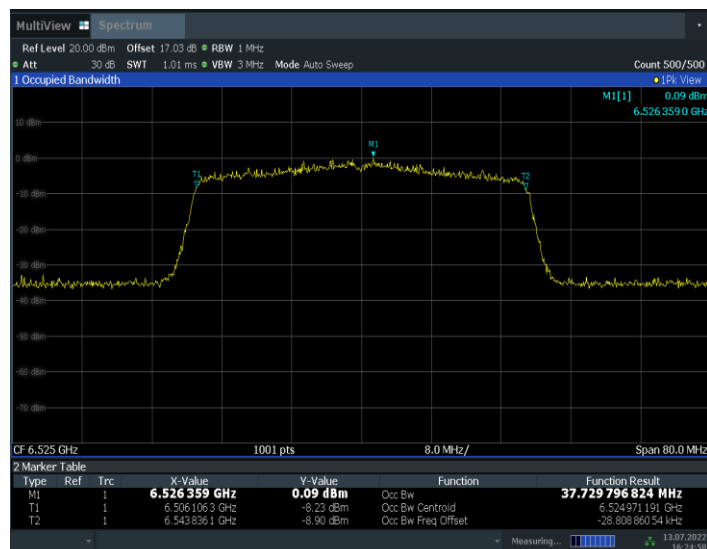 MultiView Spectrum
Ref Level 20.00 dBm Offset 17.03 dB RBW 1 MHz
Att 30 dB SWT 1.01 ms VBW 3 MHz Mode Auto Sweep Count 500/500
1 Occupied Bandwidth 1Pk View
M1[1] 0.09 dBm
6.526 359 0 GHz
10 dBm
M1
0 dBm
T1 T2
-10 dBm
-20 dBm
-30 dBm
-40 dBm
-50 dBm
-60 dBm
-70 dBm
CF 6.525 GHz 1001 pts 8.0 MHz/ Span 80.0 MHz
2 Marker Table
Type Ref Trc X-Value Y-Value Function Function Result
M1 1 6.526 359 GHz 0.09 dBm Occ Bw 37.729 796 824 MHz
T1 1 6.506 106 3 GHz -8.23 dBm Occ Bw Centroid 6.524 971 191 GHz
T2 1 6.543 836 1 GHz -8.90 dBm Occ Bw Freq Offset -28.808 860 54 kHz
Measuring... 13.07.2022
16:24:58